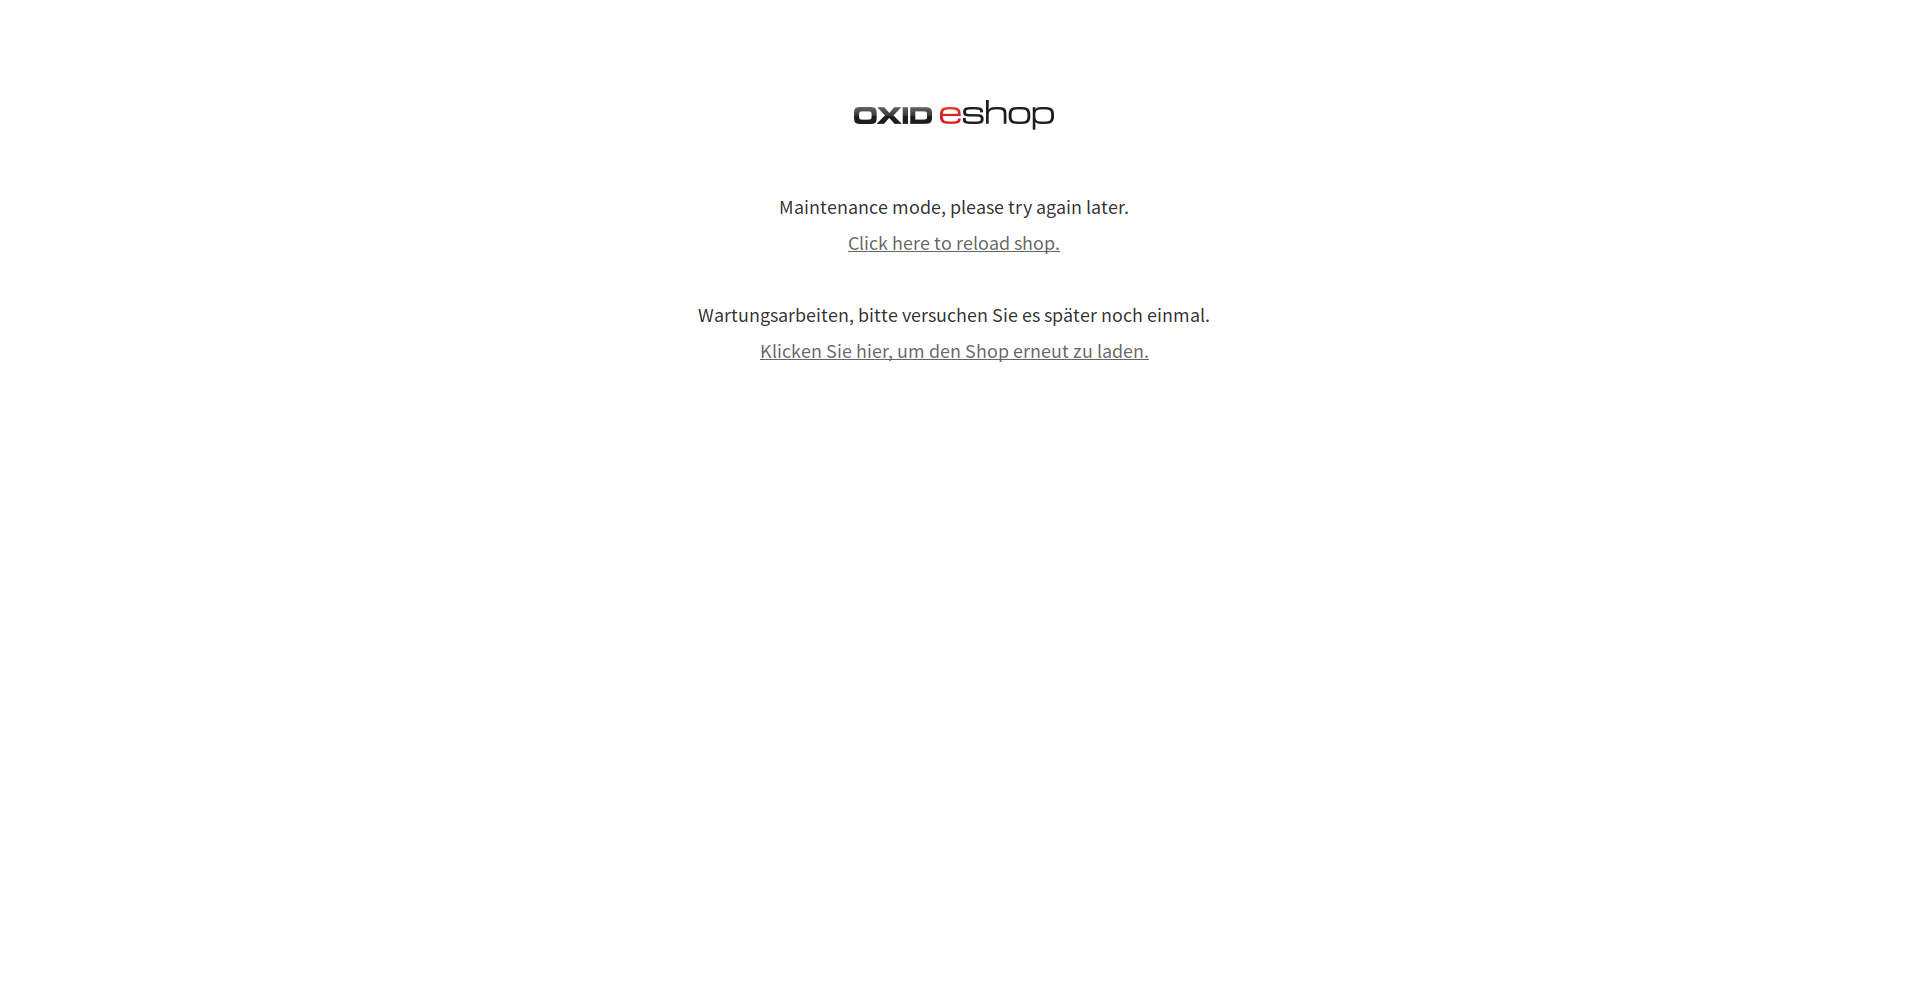 OXID eshop
Maintenance mode, please try again later.
Click here to reload shop.
Wartungsarbeiten, bitte versuchen Sie es später noch einmal.
Klicken Sie hier, um den Shop erneut zu laden.